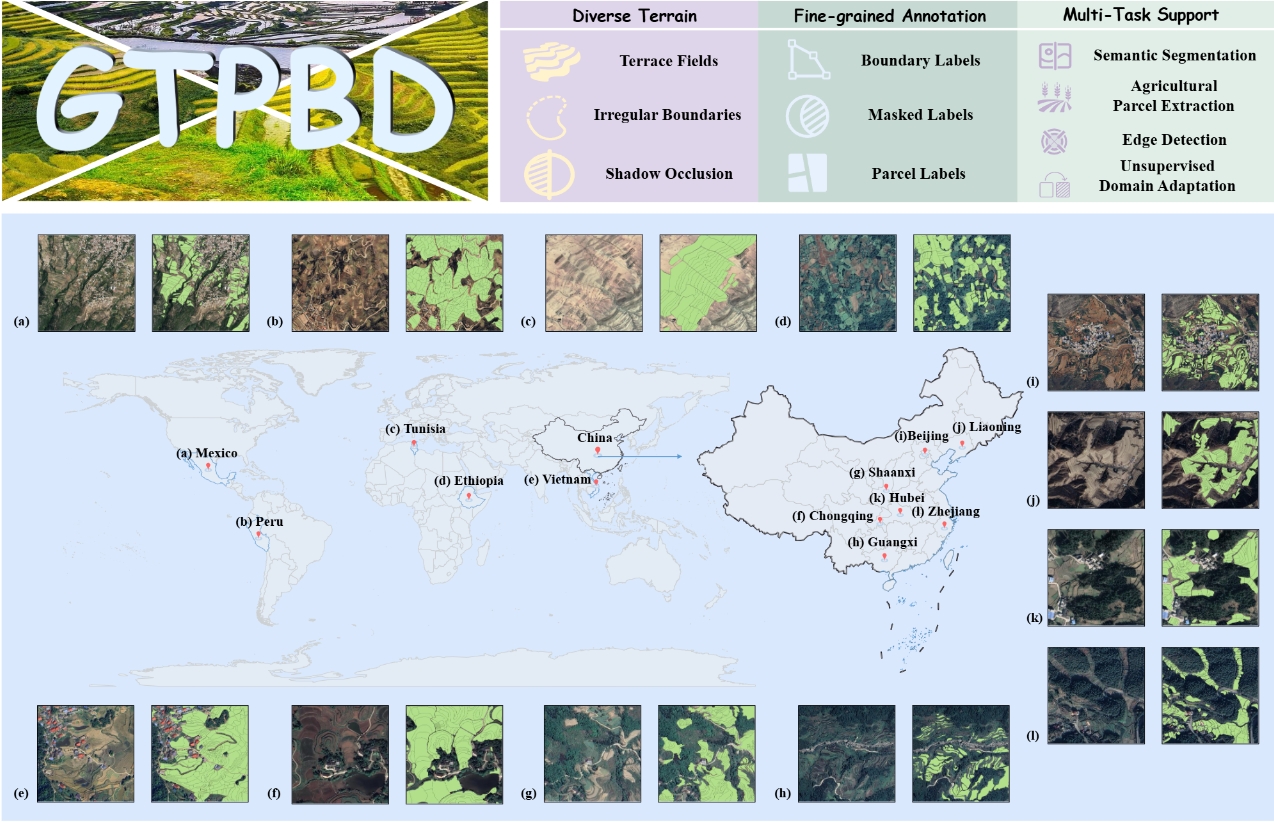 GTPBD
Diverse Terrain
Terrace Fields
Irregular Boundaries
Shadow Occlusion
Fine-grained Annotation
Boundary Labels
Masked Labels
Parcel Labels
Multi-Task Support
Semantic Segmentation
Agricultural
Parcel Extraction
Edge Detection
Unsupervised
Domain Adaptation
(a)
(b)
(c)
(d)
(i)
(j)
(k)
(l)
(c) Tunisia
China
(a) Mexico
(d) Ethiopia
(e) Vietnam
(b) Peru
(i)Beijing
(j) Liaoning
(g) Shaanxi
(k) Hubei
(f) Chongqing
(l) Zhejiang
(h) Guangxi
(e)
(f)
(g)
(h)